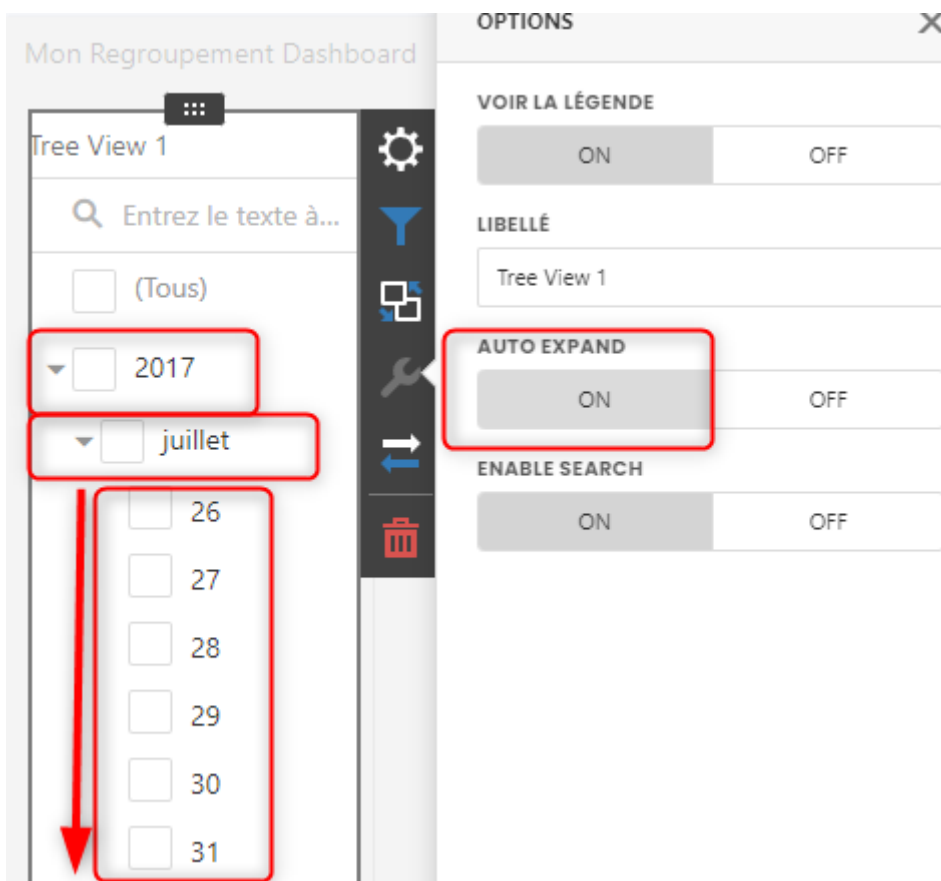 Mon Regroupement Dashboard
Tree View 1
Entrez le texte à...
(Tous)
2017
juillet
26
27
28
29
30
31
OPTIONS
VOIR LA LÉGENDE
ON OFF
LIBELLÉ
Tree View 1
AUTO EXPAND
ON OFF
ENABLE SEARCH
ON OFF